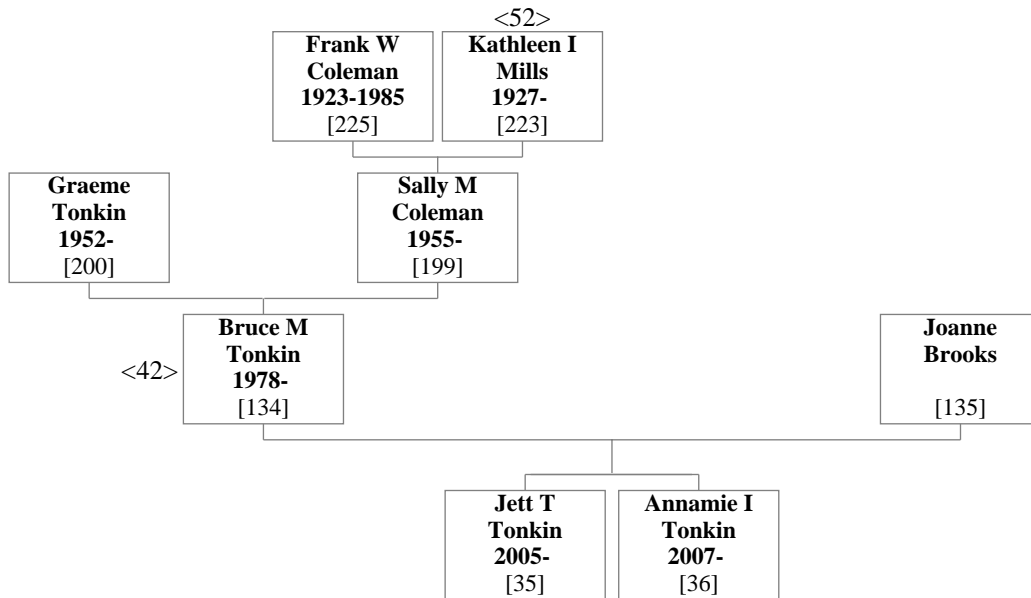 <52>
Frank W
Coleman
1923-1985
[225]
Kathleen I
Mills
1927-
[223]
Graeme
Tonkin
1952-
[200]
Sally M
Coleman
1955-
[199]
<42>
Bruce M
Tonkin
1978-
[134]
Joanne
Brooks
[135]
Jett T
Tonkin
2005-
[35]
Annamie I
Tonkin
2007-
[36]